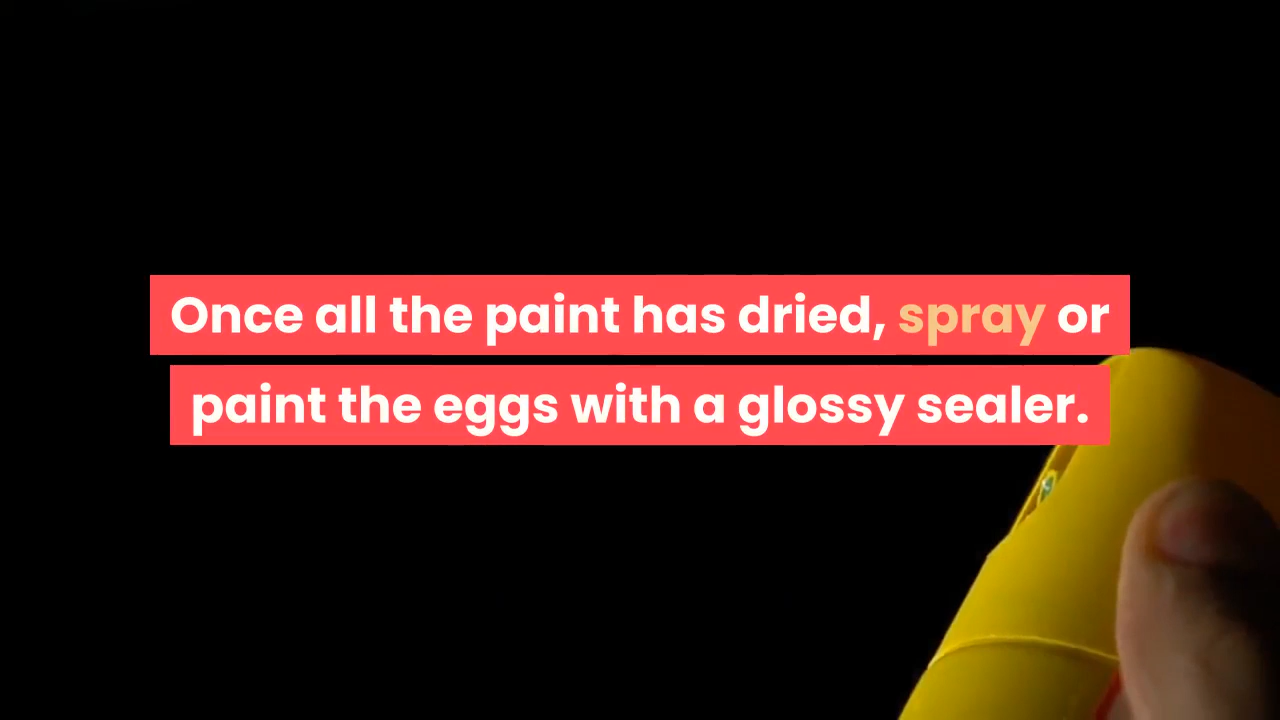 Once all the paint has dried, spray or
paint the eggs with a glossy sealer.